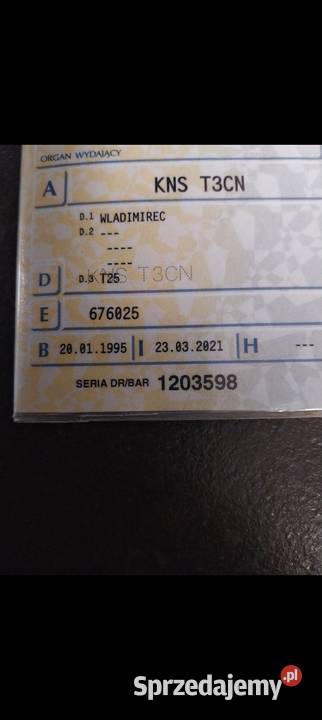 ORGAN WYDAJĄCY
A KNS T3CN
D.1 WLADIMIREC
D.2 ---
----
----
KNS T3CN
D D.3 T25
E 676025
B 20.01.1995 I 23.03.2021 H ---
SERIA DR/BAR 1203598
Sprzedajemy.pl